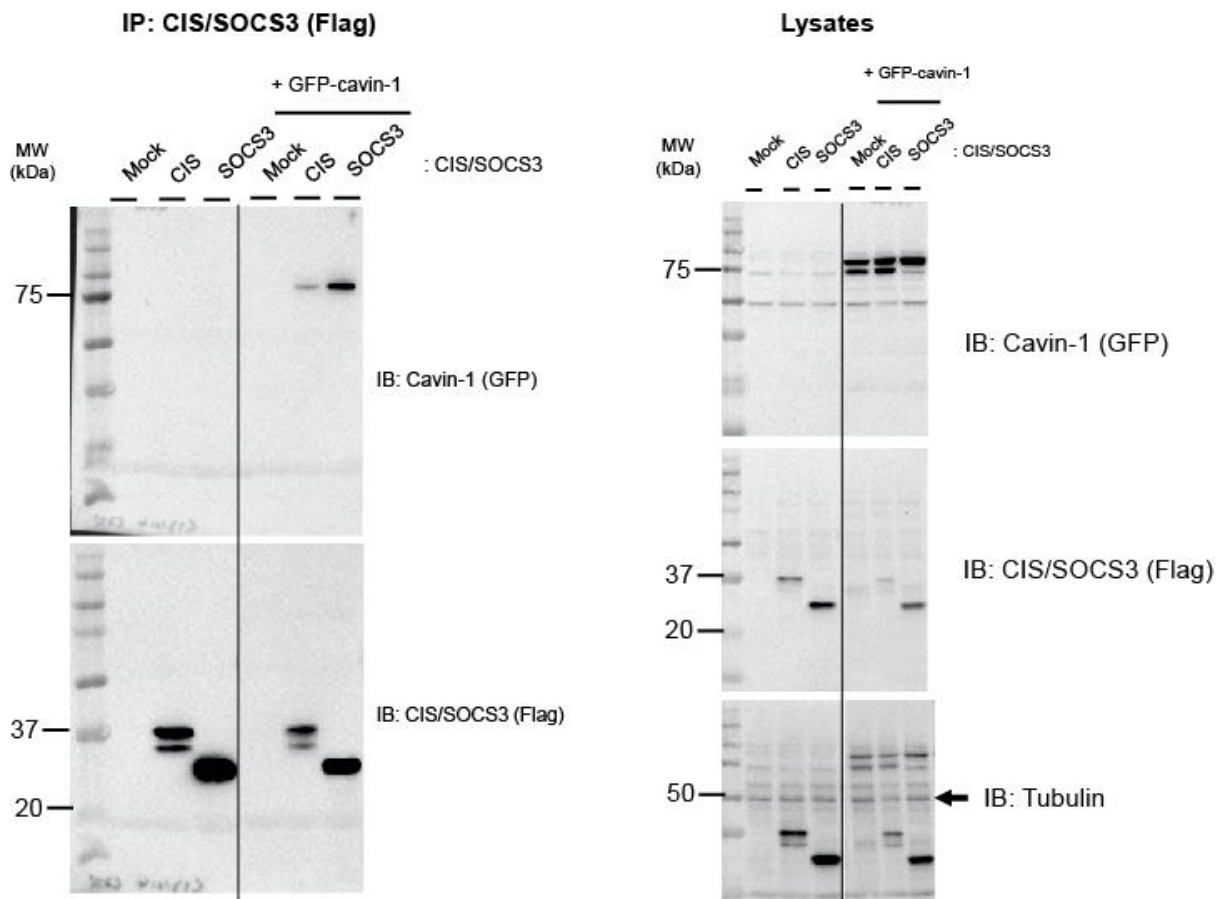 IP: CIS/SOCS3 (Flag)
+ GFP-cavin-1
MW
(kDa)
Mock
CIS
SOCS3
Mock
CIS
SOCS3
: CIS/SOCS3
75
IB: Cavin-1 (GFP)
37
20
IB: CIS/SOCS3 (Flag)
Lysates
+ GFP-cavin-1
MW
(kDa)
Mock
CIS
SOCS3
Mock
CIS
SOCS3
: CIS/SOCS3
75
IB: Cavin-1 (GFP)
37
20
IB: CIS/SOCS3 (Flag)
50
IB: Tubulin